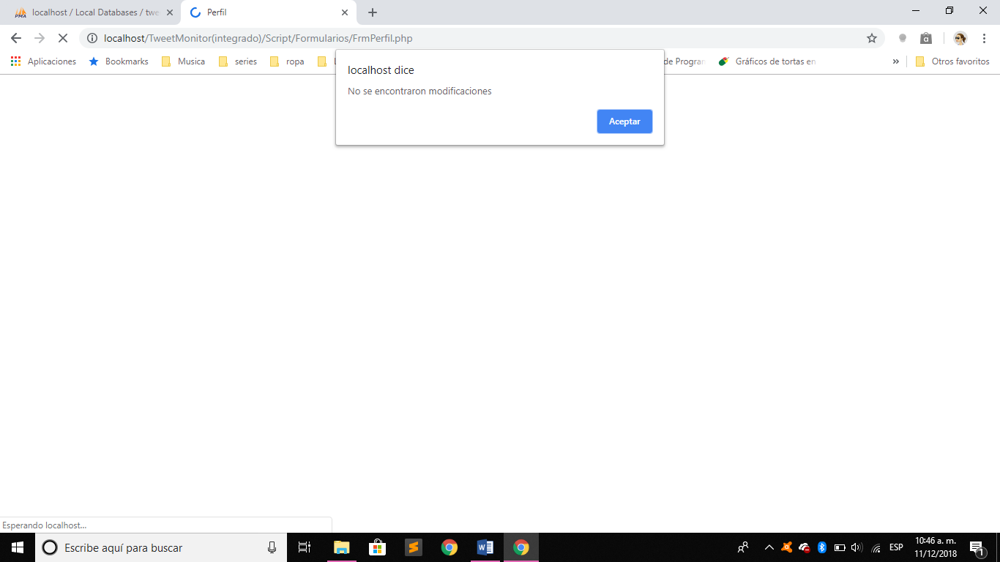 PMA
localhost / Local Databases / twe
Perfil
localhost/TweetMonitor(integrado)/Script/Formularios/FrmPerfil.php
Aplicaciones
Bookmarks
Musica
series
ropa
de Program
Gráficos de tortas en
»
Otros favoritos
localhost dice
No se encontraron modificaciones
Aceptar
Esperando localhost...
Escribe aquí para buscar
ESP
10:46 a. m.
11/12/2018
1